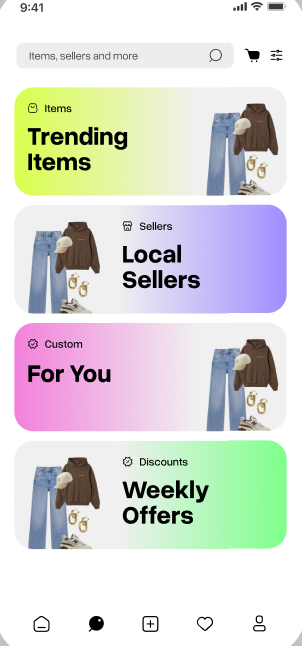 9:41
Items, sellers and more
Items
Trending
Items
Sellers
Local
Sellers
Custom
For You
Discounts
Weekly
Offers